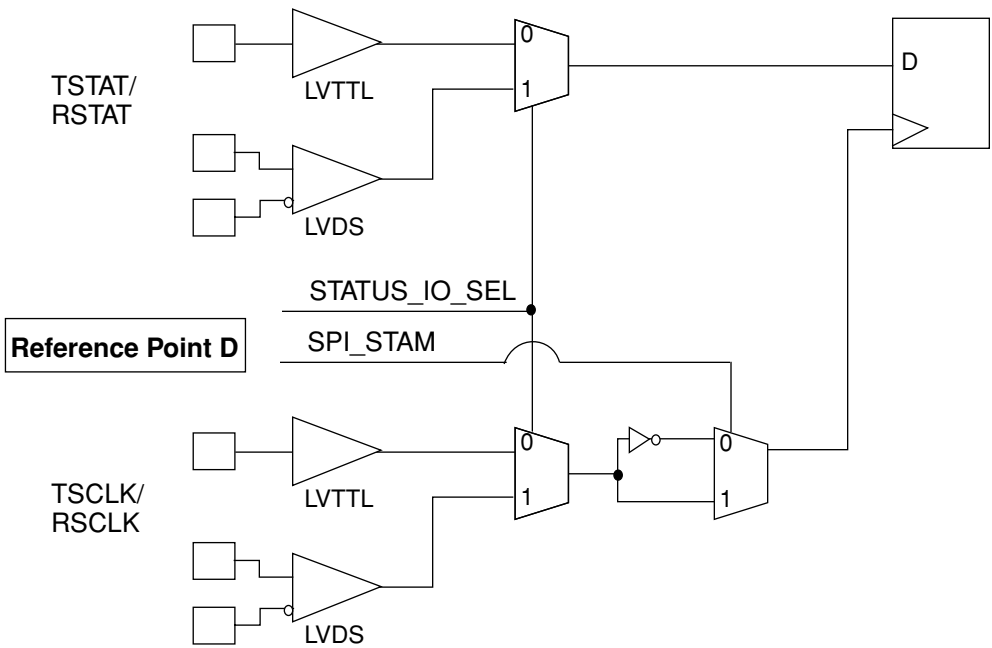 0
D
1
TSTAT/
RSTAT
LVTTL
LVDS
STATUS_IO_SEL
Reference Point D
SPI_STAM
0
0
1
1
TSCLK/
RSCLK
LVTTL
LVDS